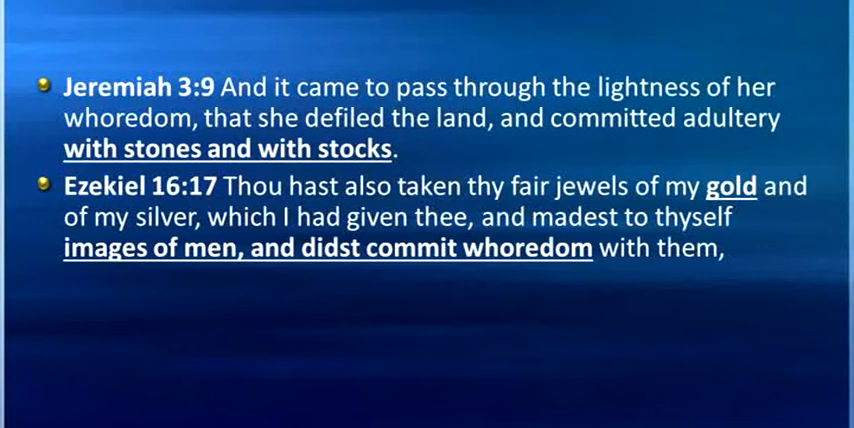 Jeremiah 3:9 And it came to pass through the lightness of her
whoredom, that she defiled the land, and committed adultery
with stones and with stocks.
Ezekiel 16:17 Thou hast also taken thy fair jewels of my gold and
of my silver, which I had given thee, and madest to thyself
images of men, and didst commit whoredom with them,